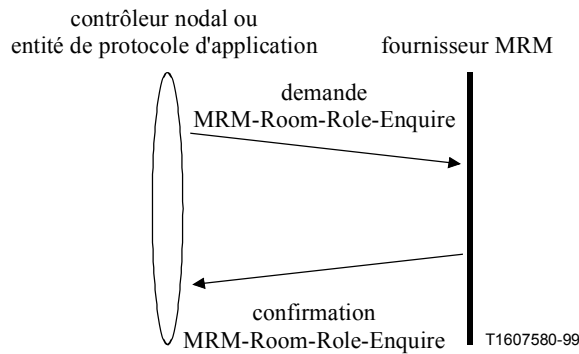 contrôleur nodal ou
entité de protocole d'application
fournisseur MRM
demande
MRM-Room-Role-Enquire
confirmation
MRM-Room-Role-Enquire
T1607580-99